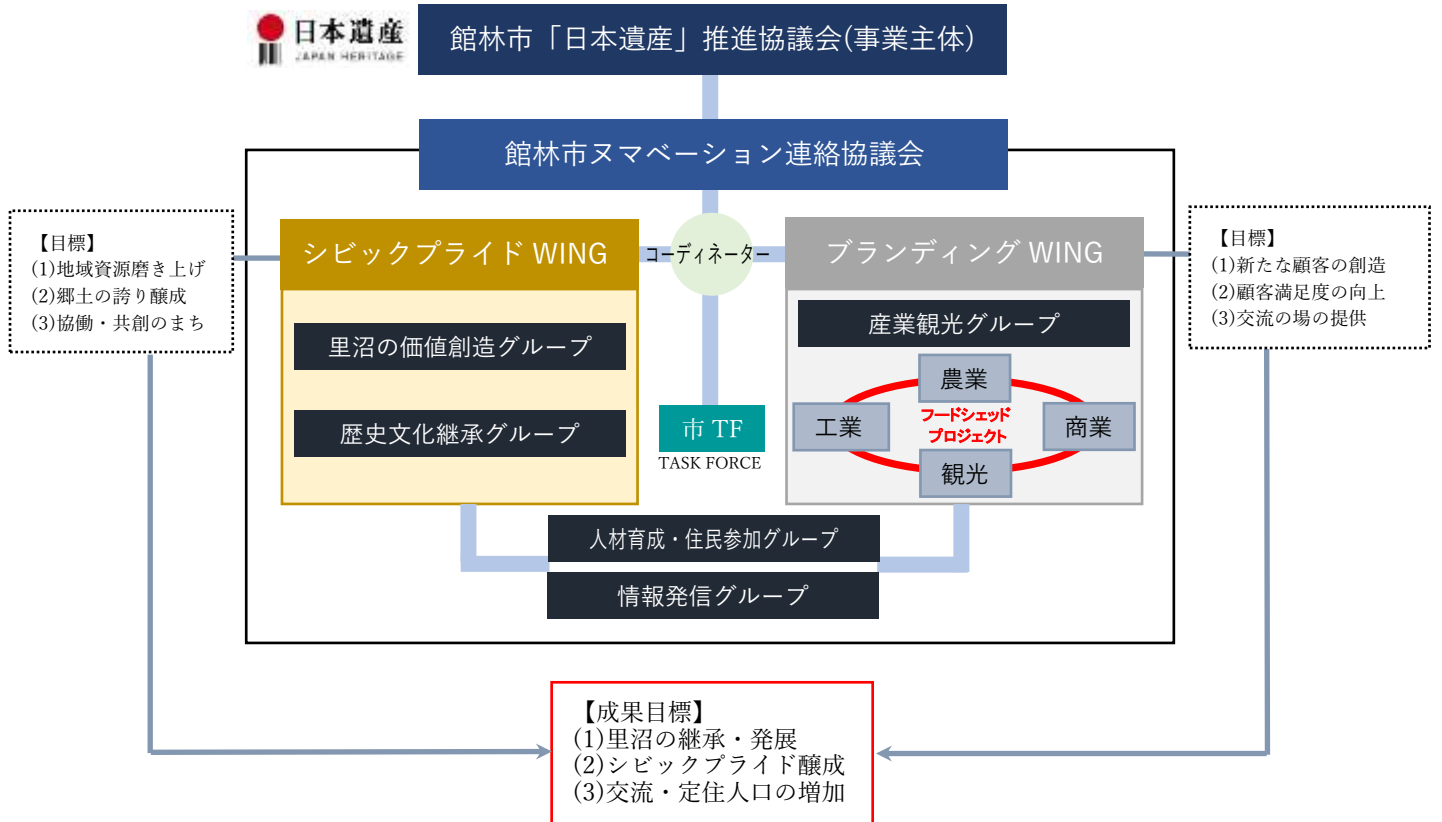 日本遺産
JAPAN HERITAGE
館林市「日本遺産」推進協議会(事業主体)
館林市ヌマベーション連絡協議会
【目標】
(1)地域資源磨き上げ
(2)郷土の誇り醸成
(3)協働・共創のまち
シビックプライド WING
コーディネーター
ブランディング WING
【目標】
(1)新たな顧客の創造
(2)顧客満足度の向上
(3)交流の場の提供
里沼の価値創造グループ
歴史文化継承グループ
市 TF
TASK FORCE
産業観光グループ
農業
工業
フードシェッド
プロジェクト
商業
観光
人材育成・住民参加グループ
情報発信グループ
【成果目標】
(1)里沼の継承・発展
(2)シビックプライド醸成
(3)交流・定住人口の増加